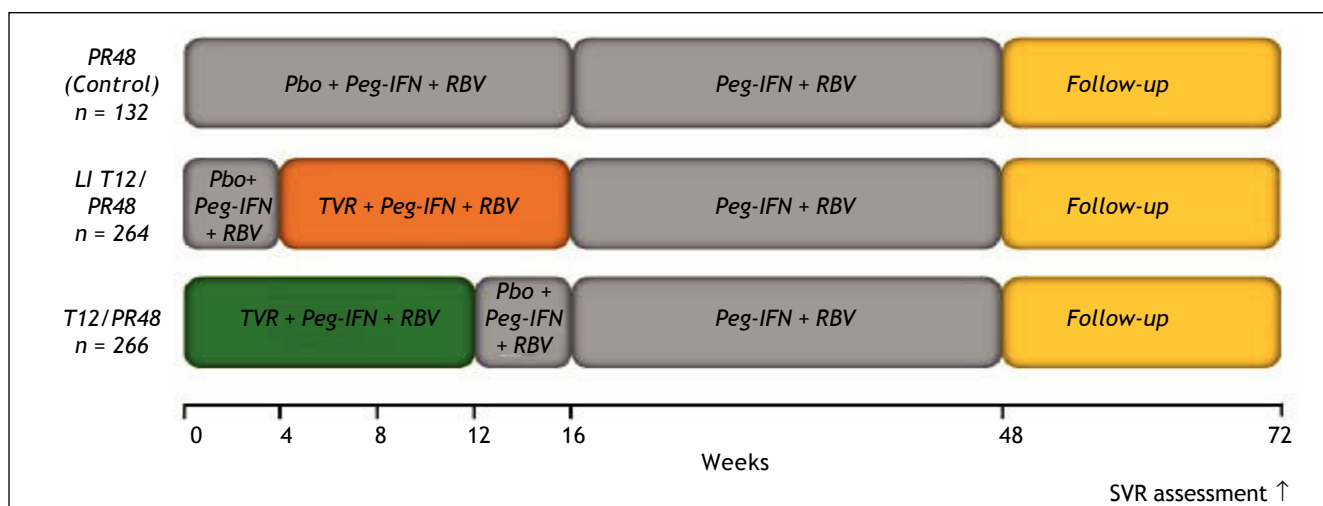 PR48
(Control)
n = 132
Pbo + Peg-IFN + RBV
Peg-IFN + RBV
Follow-up
LI T12/
PR48
n = 264
Pbo+
Peg-IFN
+ RBV
TVR + Peg-IFN + RBV
Peg-IFN + RBV
Follow-up
T12/PR48
n = 266
TVR + Peg-IFN + RBV
Pbo +
Peg-IFN
+ RBV
Peg-IFN + RBV
Follow-up
0 4 8 12 16 48 72
Weeks
SVR assessment ↑